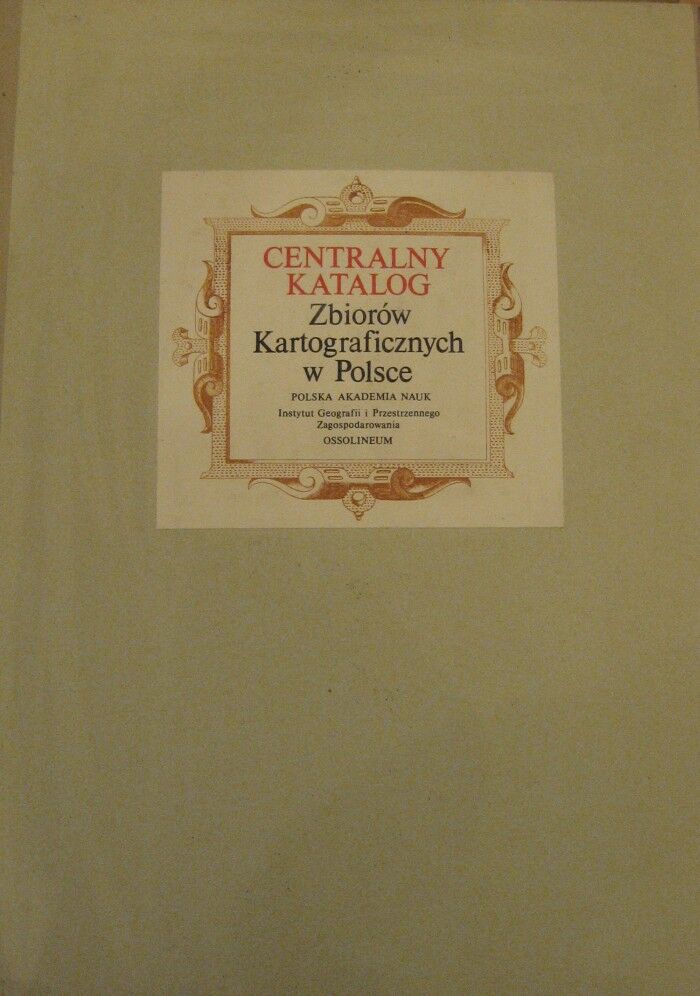 CENTRALNY
KATALOG
Zbiorów
Kartograficznych
w Polsce
POLSKA AKADEMIA NAUK
Instytut Geografii i Przestrzennego
Zagospodarowania
OSSOLINEUM